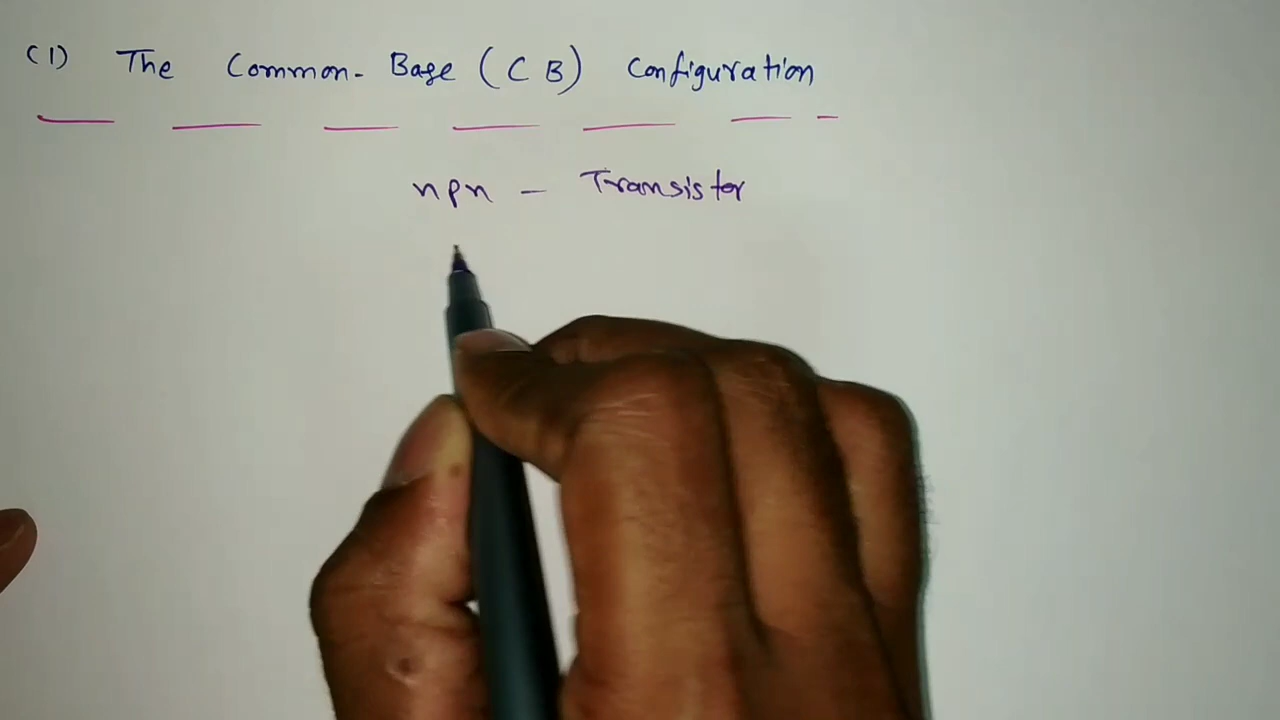 (1) The Common-Base (CB) Configuration
npn - Transistor